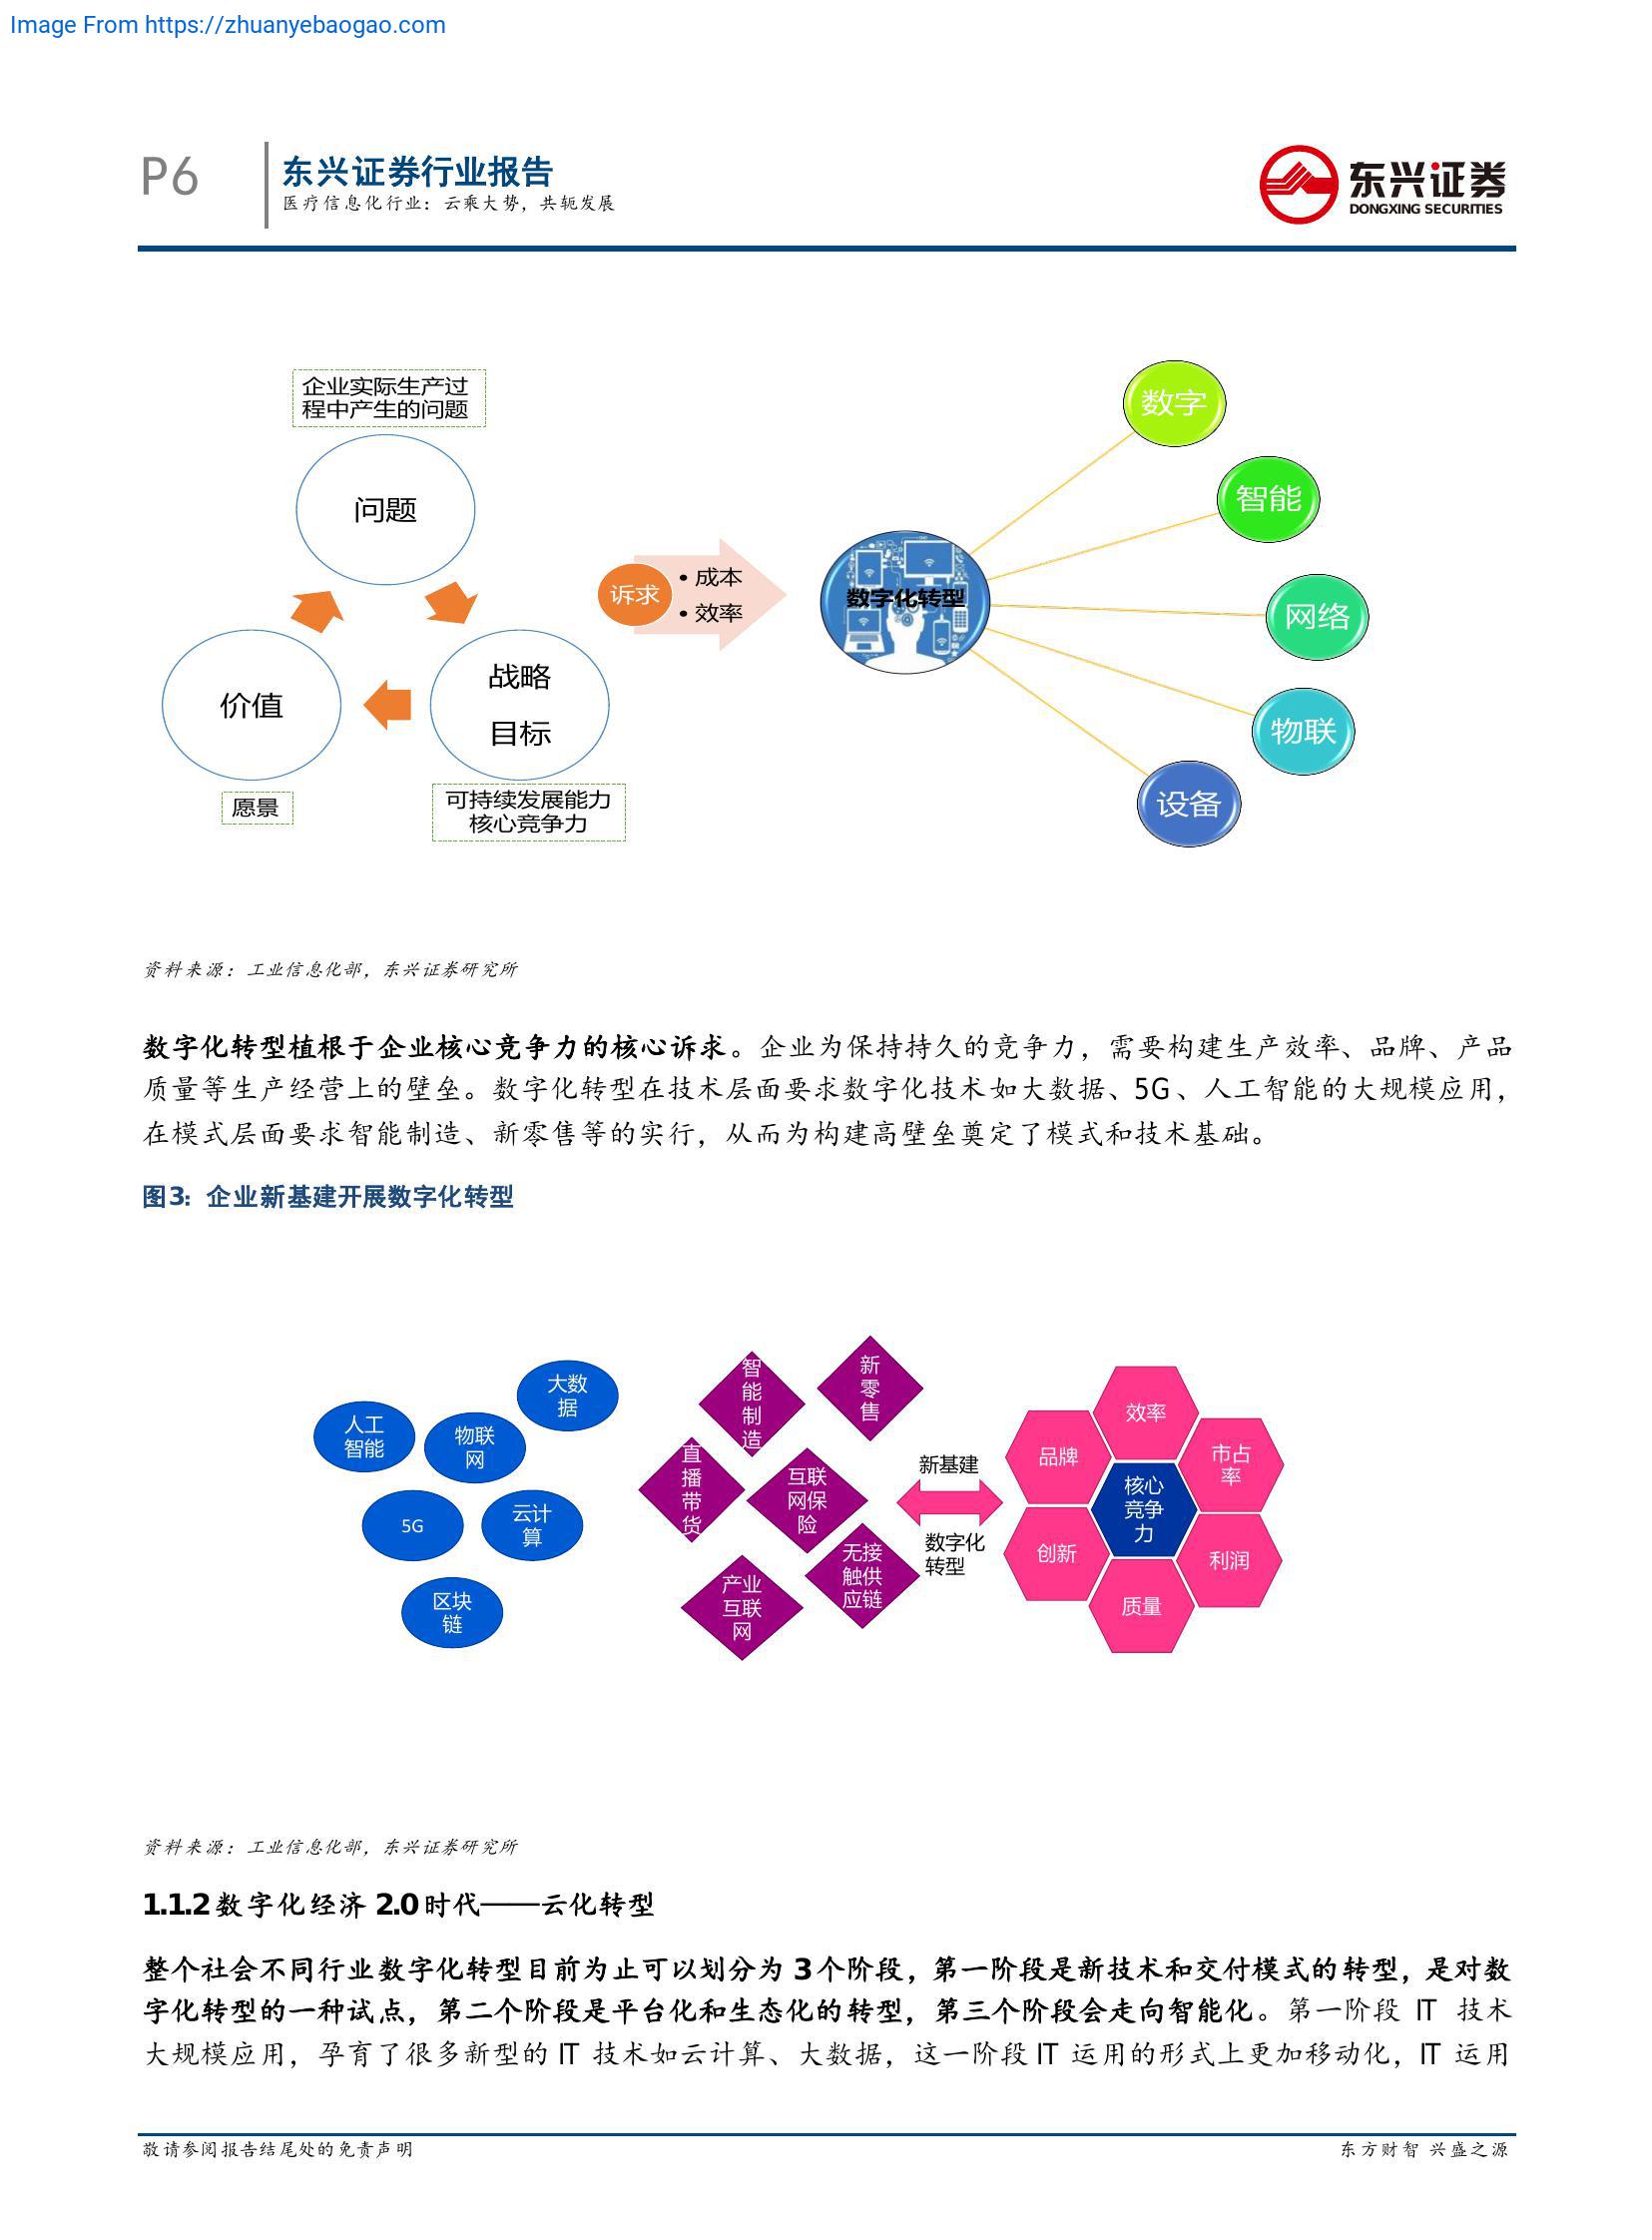 Image From https://zhuanyebaogao.com
P6
东兴证券行业报告
医疗信息化行业：云乘大势，共轭发展
东兴证券
DONGXING SECURITIES
企业实际生产过
程中产生的问题
问题
价值
战略
目标
愿景
可持续发展能力
核心竞争力
诉求
• 成本
• 效率
数字化转型
数字
智能
网络
物联
设备
资料来源：工业信息化部，东兴证券研究所
数字化转型植根于企业核心竞争力的核心诉求。企业为保持持久的竞争力，需要构建生产效率、品牌、产品
质量等生产经营上的壁垒。数字化转型在技术层面要求数字化技术如大数据、5G、人工智能的大规模应用，
在模式层面要求智能制造、新零售等的实行，从而为构建高壁垒奠定了模式和技术基础。
图3: 企业新基建开展数字化转型
大数
据
人工
智能
物联
网
5G
云计
算
区块
链
智
能
制
造
新
零
售
直
播
带
货
互联
网保
险
无接
触供
应链
产业
互联
网
新基建
数字化
转型
效率
品牌
市占
率
核心
竞争
力
创新
利润
质量
资料来源：工业信息化部，东兴证券研究所
1.1.2 数字化经济 2.0 时代——云化转型
整个社会不同行业数字化转型目前为止可以划分为 3 个阶段，第一阶段是新技术和交付模式的转型，是对数
字化转型的一种试点，第二个阶段是平台化和生态化的转型，第三个阶段会走向智能化。第一阶段 IT 技术
大规模应用，孕育了很多新型的 IT 技术如云计算、大数据，这一阶段 IT 运用的形式上更加移动化，IT 运用
敬请参阅报告结尾处的免责声明
东方财智 兴盛之源